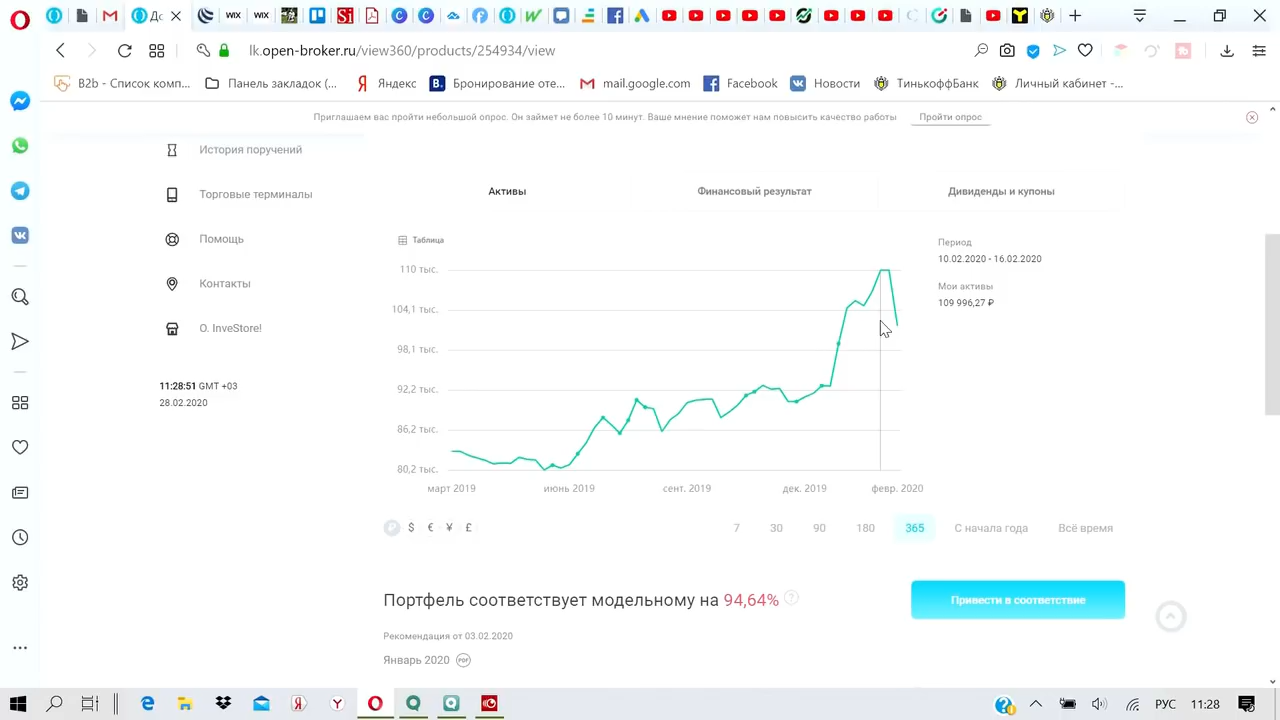 До
WIX
WIX
lk.open-broker.ru/view360/products/254934/view
B2b - Список комп...
Панель закладок (...
Яндекс
Бронирование оте...
mail.google.com
Facebook
Новости
ТинькоффБанк
Личный кабинет -...
Приглашаем вас пройти небольшой опрос. Он займет не более 10 минут. Ваше мнение поможет нам повысить качество работы
Пройти опрос
История поручений
Торговые терминалы
Помощь
Контакты
О. InveStore!
11:28:51 GMT +03
28.02.2020
Активы
Финансовый результат
Дивиденды и купоны
Таблица
110 тыс.
104,1 тыс.
98,1 тыс.
92,2 тыс.
86,2 тыс.
80,2 тыс.
март 2019
июнь 2019
сент. 2019
дек. 2019
февр. 2020
Период
10.02.2020 - 16.02.2020
Мои активы
109 996,27 ₽
₽ $ € ¥ £
7 30 90 180 365 С начала года Всё время
Портфель соответствует модельному на 94,64% ?
Привести в соответствие
Рекомендация от 03.02.2020
Январь 2020 PDF
РУС
11:28